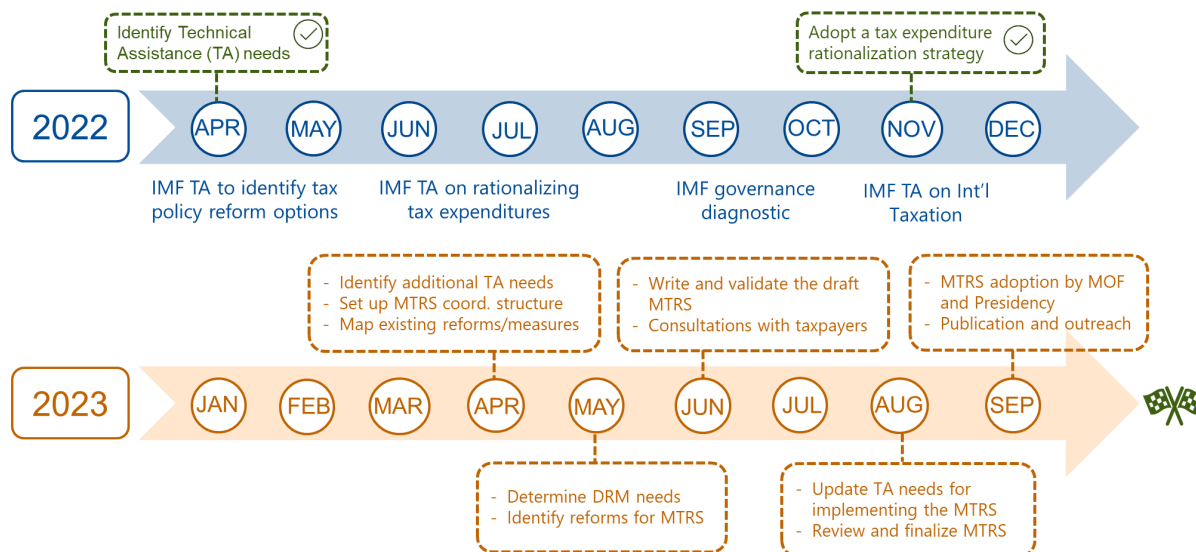 Identify Technical
Assistance (TA) needs
Adopt a tax expenditure
rationalization strategy
2022
APR MAY JUN JUL AUG SEP OCT NOV DEC
IMF TA to identify tax
policy reform options
IMF TA on rationalizing
tax expenditures
IMF governance
diagnostic
IMF TA on Int'l
Taxation
- Identify additional TA needs
- Set up MTRS coord. structure
- Map existing reforms/measures
- Write and validate the draft
MTRS
- Consultations with taxpayers
- MTRS adoption by MOF
and Presidency
- Publication and outreach
2023
JAN FEB MAR APR MAY JUN JUL AUG SEP
- Determine DRM needs
- Identify reforms for MTRS
- Update TA needs for
implementing the MTRS
- Review and finalize MTRS